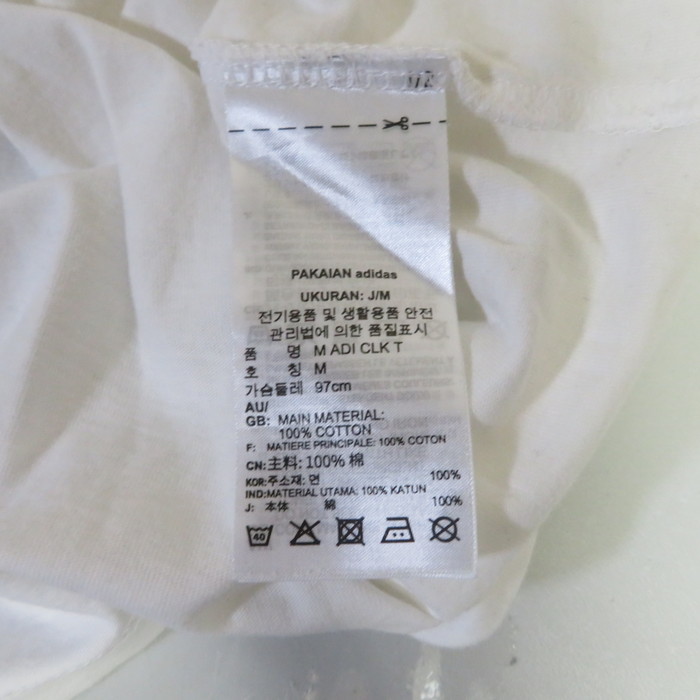 1/2
PAKAIAN adidas
UKURAN: J/M
전기용품 및 생활용품 안전
관리법에 의한 품질표시
품 명 M ADI CLK T
호 칭 M
가슴둘레 97cm
AU/
GB: MAIN MATERIAL:
100% COTTON
F: MATIERE PRINCIPALE: 100% COTON
CN:主料: 100% 棉
KOR:주소재: 면 100%
IND:MATERIAL UTAMA: 100% KATUN
J: 本体 綿 100%
40